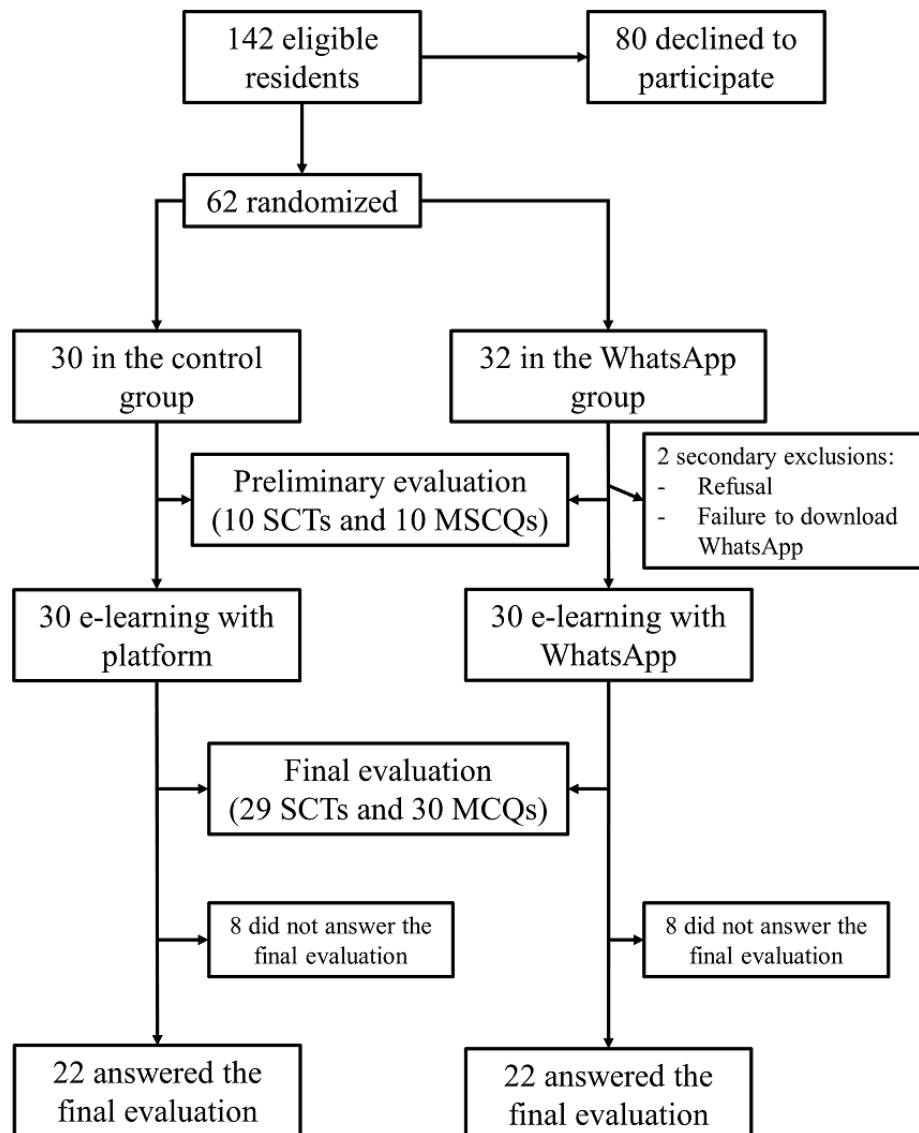 142 eligible
residents
80 declined to
participate
62 randomized
30 in the control
group
32 in the WhatsApp
group
2 secondary exclusions:
- Refusal
- Failure to download
WhatsApp
Preliminary evaluation
(10 SCTs and 10 MSCQs)
30 e-learning with
platform
30 e-learning with
WhatsApp
Final evaluation
(29 SCTs and 30 MCQs)
8 did not answer the
final evaluation
8 did not answer the
final evaluation
22 answered the
final evaluation
22 answered the
final evaluation